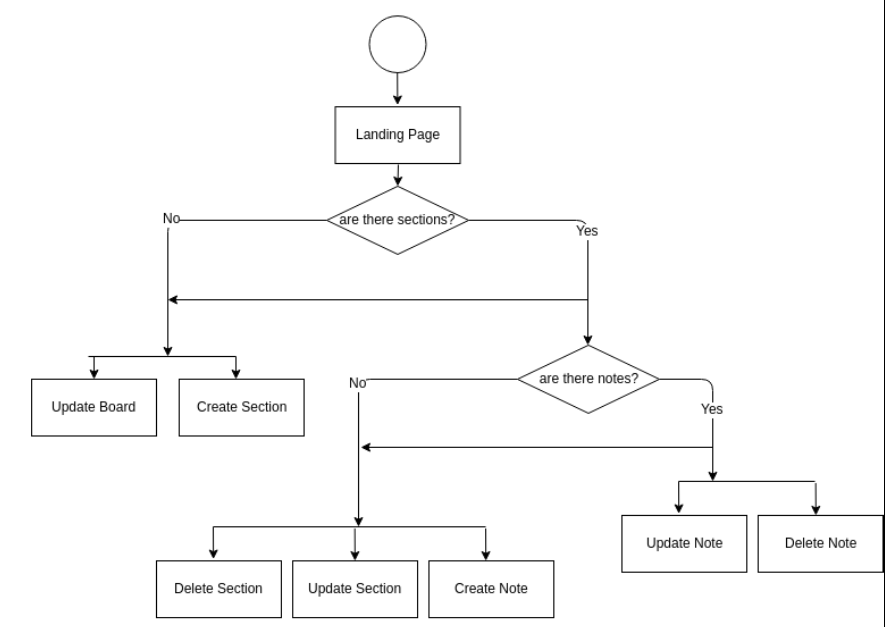 Landing Page
are there sections?
No
Yes
are there notes?
No
Yes
Update Board
Create Section
Update Note
Delete Note
Delete Section
Update Section
Create Note